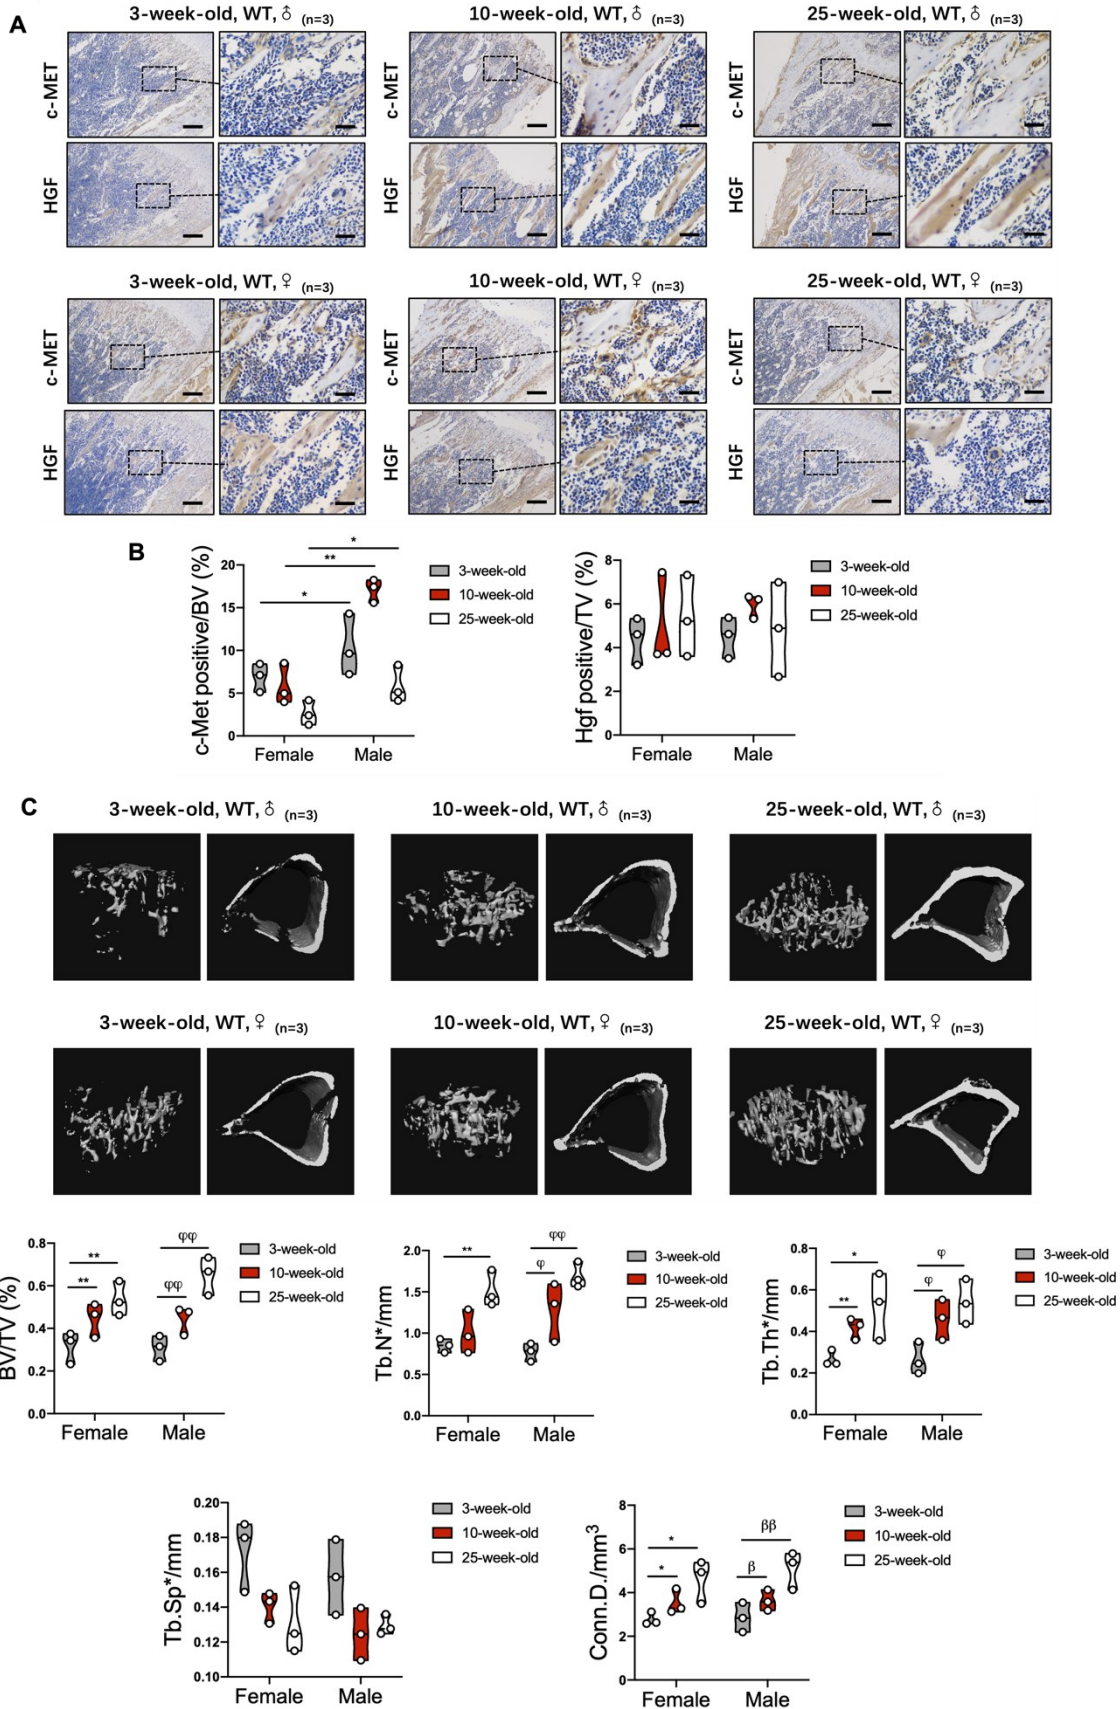 A
3-week-old, WT, ♂ (n=3)
10-week-old, WT, ♂ (n=3)
25-week-old, WT, ♂ (n=3)
c-MET
c-MET
c-MET
HGF
HGF
HGF
3-week-old, WT, ♀ (n=3)
10-week-old, WT, ♀ (n=3)
25-week-old, WT, ♀ (n=3)
c-MET
c-MET
c-MET
HGF
HGF
HGF
B
c-Met positive/BV (%)
20
15
10
5
0
*
**
*
Female
Male
3-week-old
10-week-old
25-week-old
Hgf positive/TV (%)
8
6
4
2
0
Female
Male
3-week-old
10-week-old
25-week-old
C
3-week-old, WT, ♂ (n=3)
10-week-old, WT, ♂ (n=3)
25-week-old, WT, ♂ (n=3)
3-week-old, WT, ♀ (n=3)
10-week-old, WT, ♀ (n=3)
25-week-old, WT, ♀ (n=3)
BV/TV (%)
0.8
0.6
0.4
0.2
0.0
**
**
φφ
φφ
Female
Male
3-week-old
10-week-old
25-week-old
Tb.N*/mm
2.0
1.5
1.0
0.5
0.0
**
φφ
φ
Female
Male
3-week-old
10-week-old
25-week-old
Tb.Th*/mm
0.8
0.6
0.4
0.2
0.0
*
**
φ
φ
Female
Male
3-week-old
10-week-old
25-week-old
Tb.Sp*/mm
0.20
0.18
0.16
0.14
0.12
0.10
Female
Male
3-week-old
10-week-old
25-week-old
Conn.D./mm³
8
6
4
2
0
*
*
ββ
β
Female
Male
3-week-old
10-week-old
25-week-old